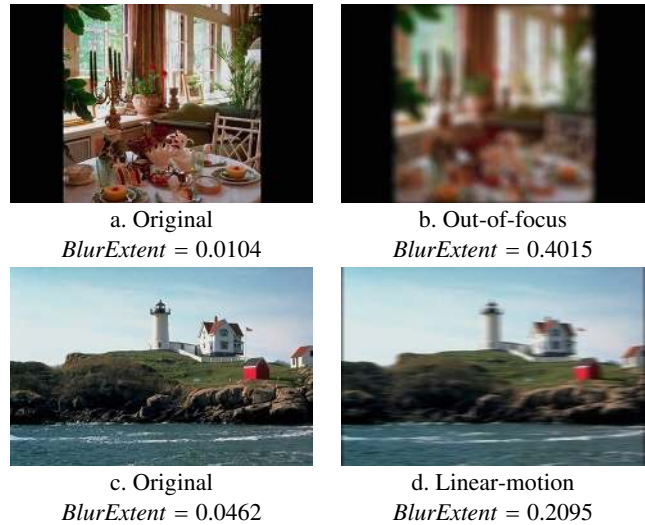 a. Original
BlurExtent = 0.0104
b. Out-of-focus
BlurExtent = 0.4015
c. Original
BlurExtent = 0.0462
d. Linear-motion
BlurExtent = 0.2095